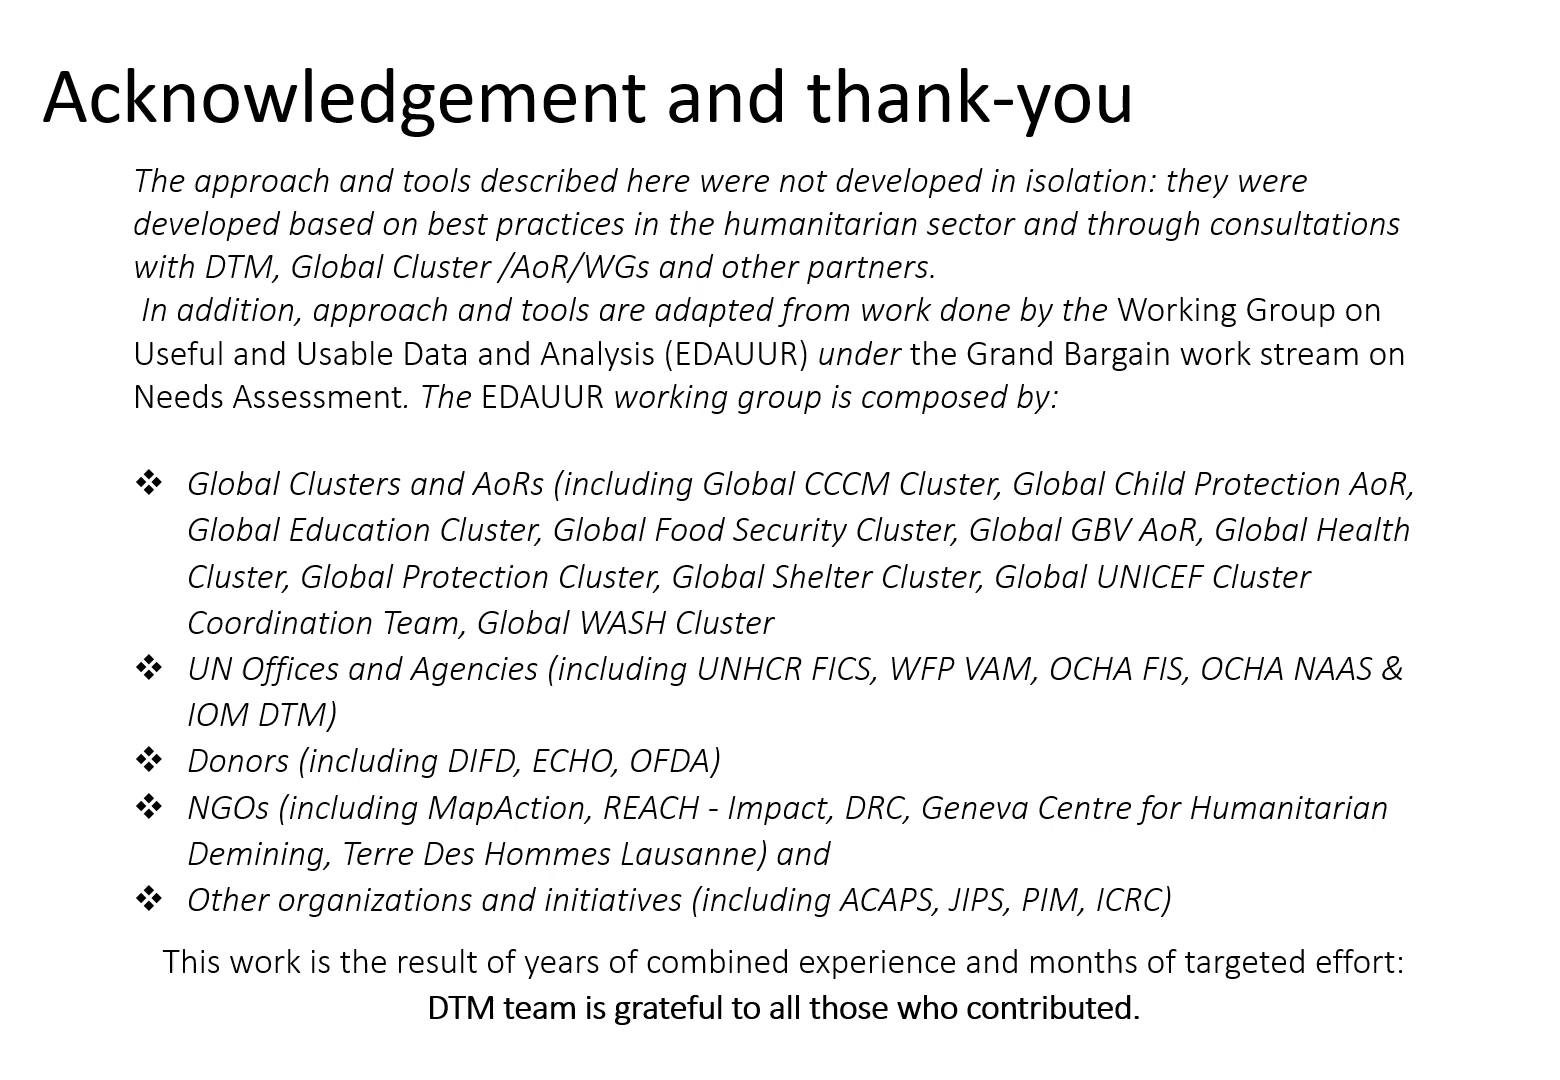 Acknowledgement and thank-you
The approach and tools described here were not developed in isolation: they were
developed based on best practices in the humanitarian sector and through consultations
with DTM, Global Cluster /AoR/WGs and other partners.
In addition, approach and tools are adapted from work done by the Working Group on
Useful and Usable Data and Analysis (EDAUUR) under the Grand Bargain work stream on
Needs Assessment. The EDAUUR working group is composed by:
❖ Global Clusters and AoRs (including Global CCCM Cluster, Global Child Protection AoR,
Global Education Cluster, Global Food Security Cluster, Global GBV AoR, Global Health
Cluster, Global Protection Cluster, Global Shelter Cluster, Global UNICEF Cluster
Coordination Team, Global WASH Cluster
❖ UN Offices and Agencies (including UNHCR FICS, WFP VAM, OCHA FIS, OCHA NAAS &
IOM DTM)
❖ Donors (including DIFD, ECHO, OFDA)
❖ NGOs (including MapAction, REACH - Impact, DRC, Geneva Centre for Humanitarian
Demining, Terre Des Hommes Lausanne) and
❖ Other organizations and initiatives (including ACAPS, JIPS, PIM, ICRC)
This work is the result of years of combined experience and months of targeted effort:
DTM team is grateful to all those who contributed.